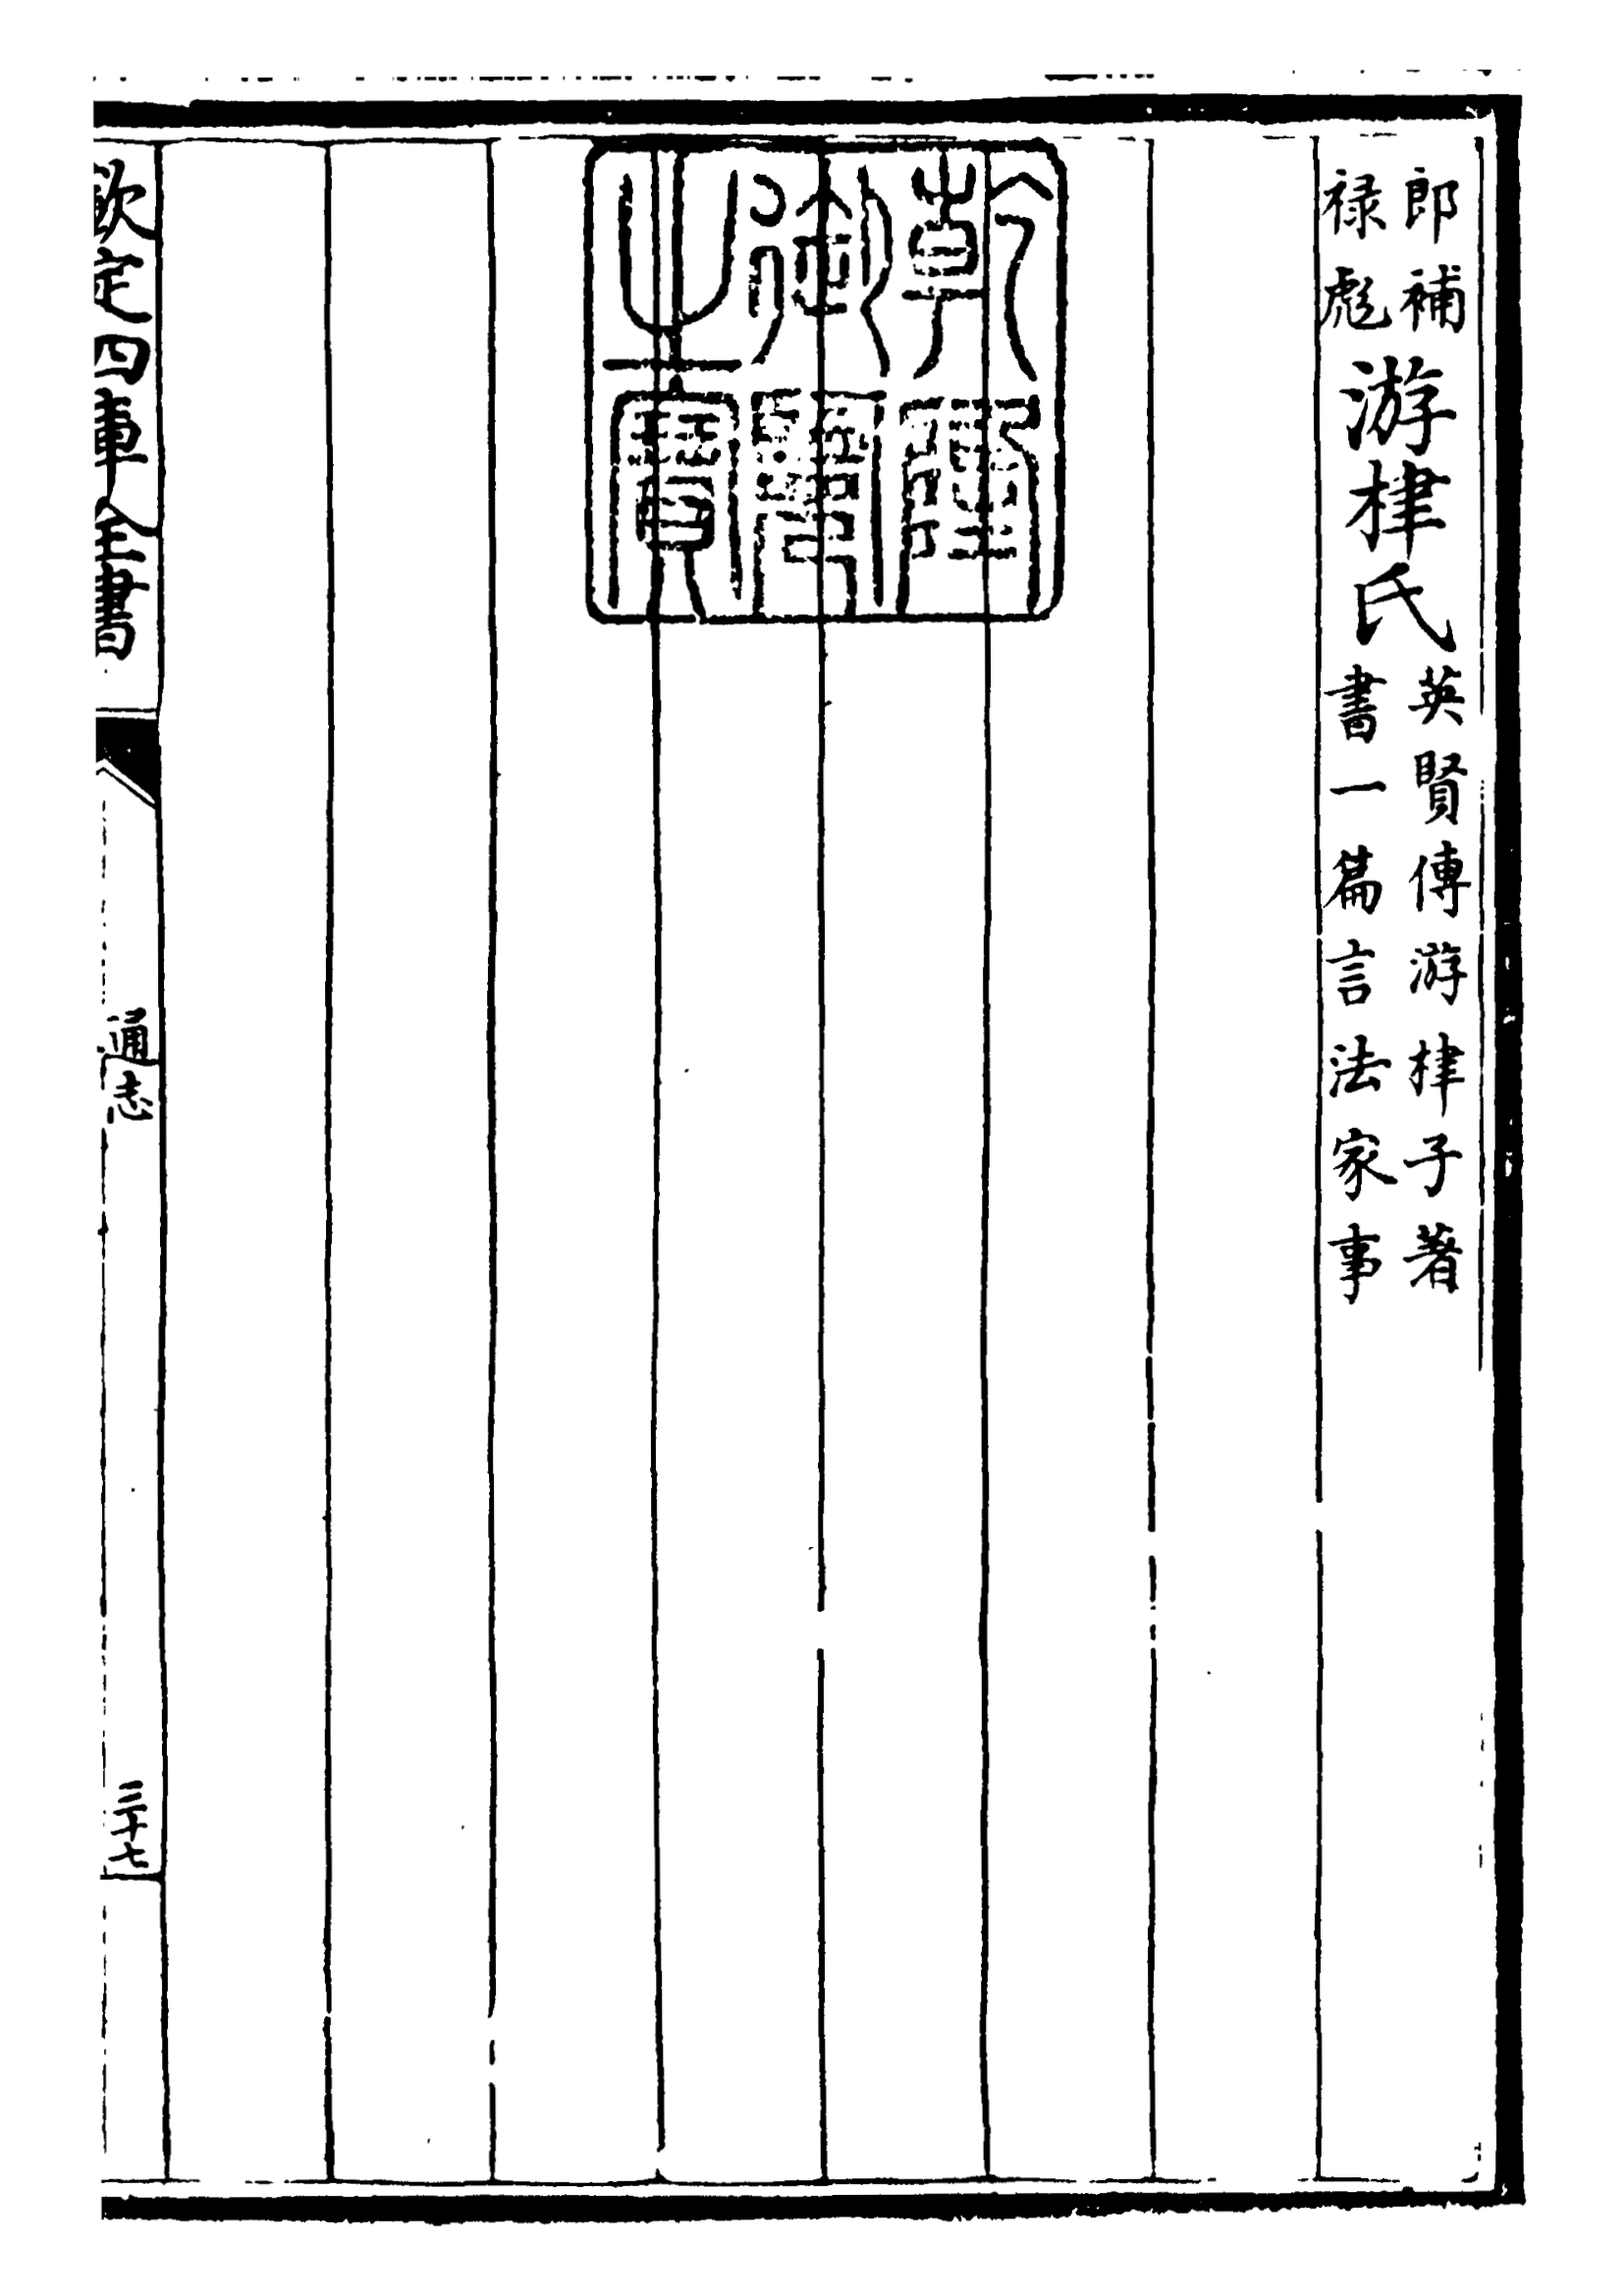 郎補
禄彪
游棣氏
英賢傳游棣子著
書一篇言法家事
乾隆
御覽
之寶
欽定四庫全書
通志
三十七